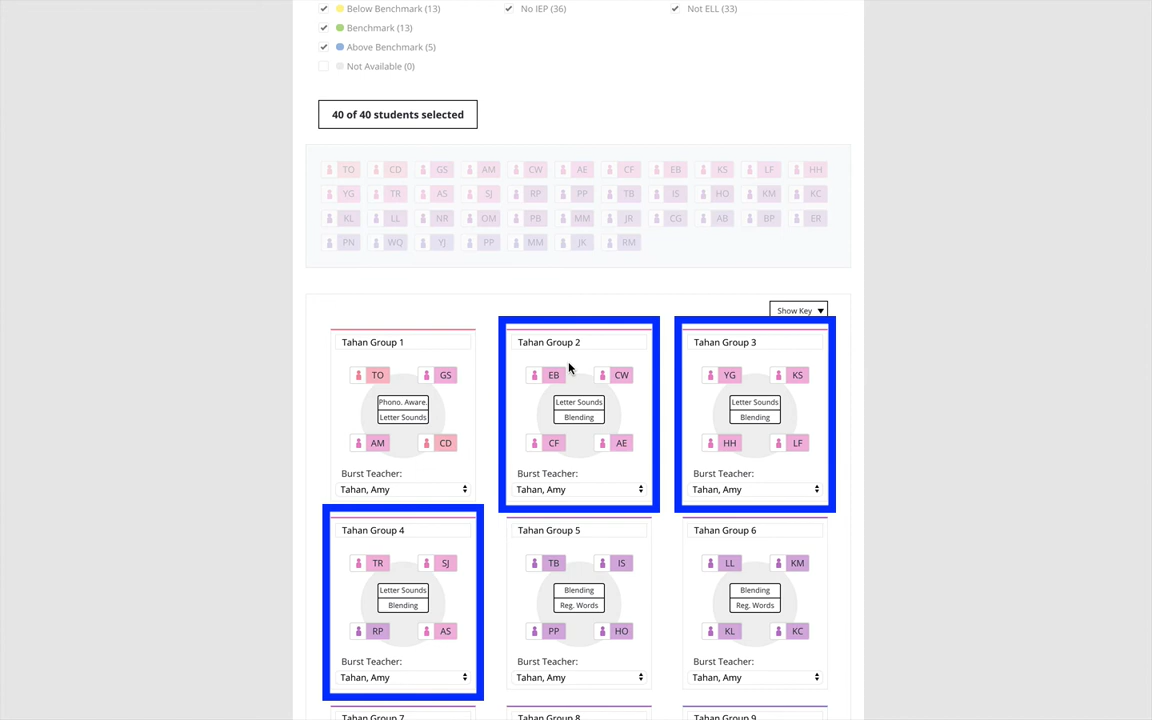 Below Benchmark (13) No IEP (36) Not ELL (33)
Benchmark (13)
Above Benchmark (5)
Not Available (0)
40 of 40 students selected
TO CD GS AM CW AE CF EB KS LF HH
YG TR AS SJ RP PP TB IS HO KM KC
KL LL NR OM PB MM JR CG AB BP ER
PN WQ YJ PP MM JK RM
Show Key
Tahan Group 1
TO GS
Phono. Aware.
Letter Sounds
AM CD
Burst Teacher:
Tahan, Amy
Tahan Group 2
EB CW
Letter Sounds
Blending
CF AE
Burst Teacher:
Tahan, Amy
Tahan Group 3
YG KS
Letter Sounds
Blending
HH LF
Burst Teacher:
Tahan, Amy
Tahan Group 4
TR SJ
Letter Sounds
Blending
RP AS
Burst Teacher:
Tahan, Amy
Tahan Group 5
TB IS
Blending
Reg. Words
PP HO
Burst Teacher:
Tahan, Amy
Tahan Group 6
LL KM
Blending
Reg. Words
KL KC
Burst Teacher:
Tahan, Amy
Tahan Group 7
Tahan Group 8
Tahan Group 9